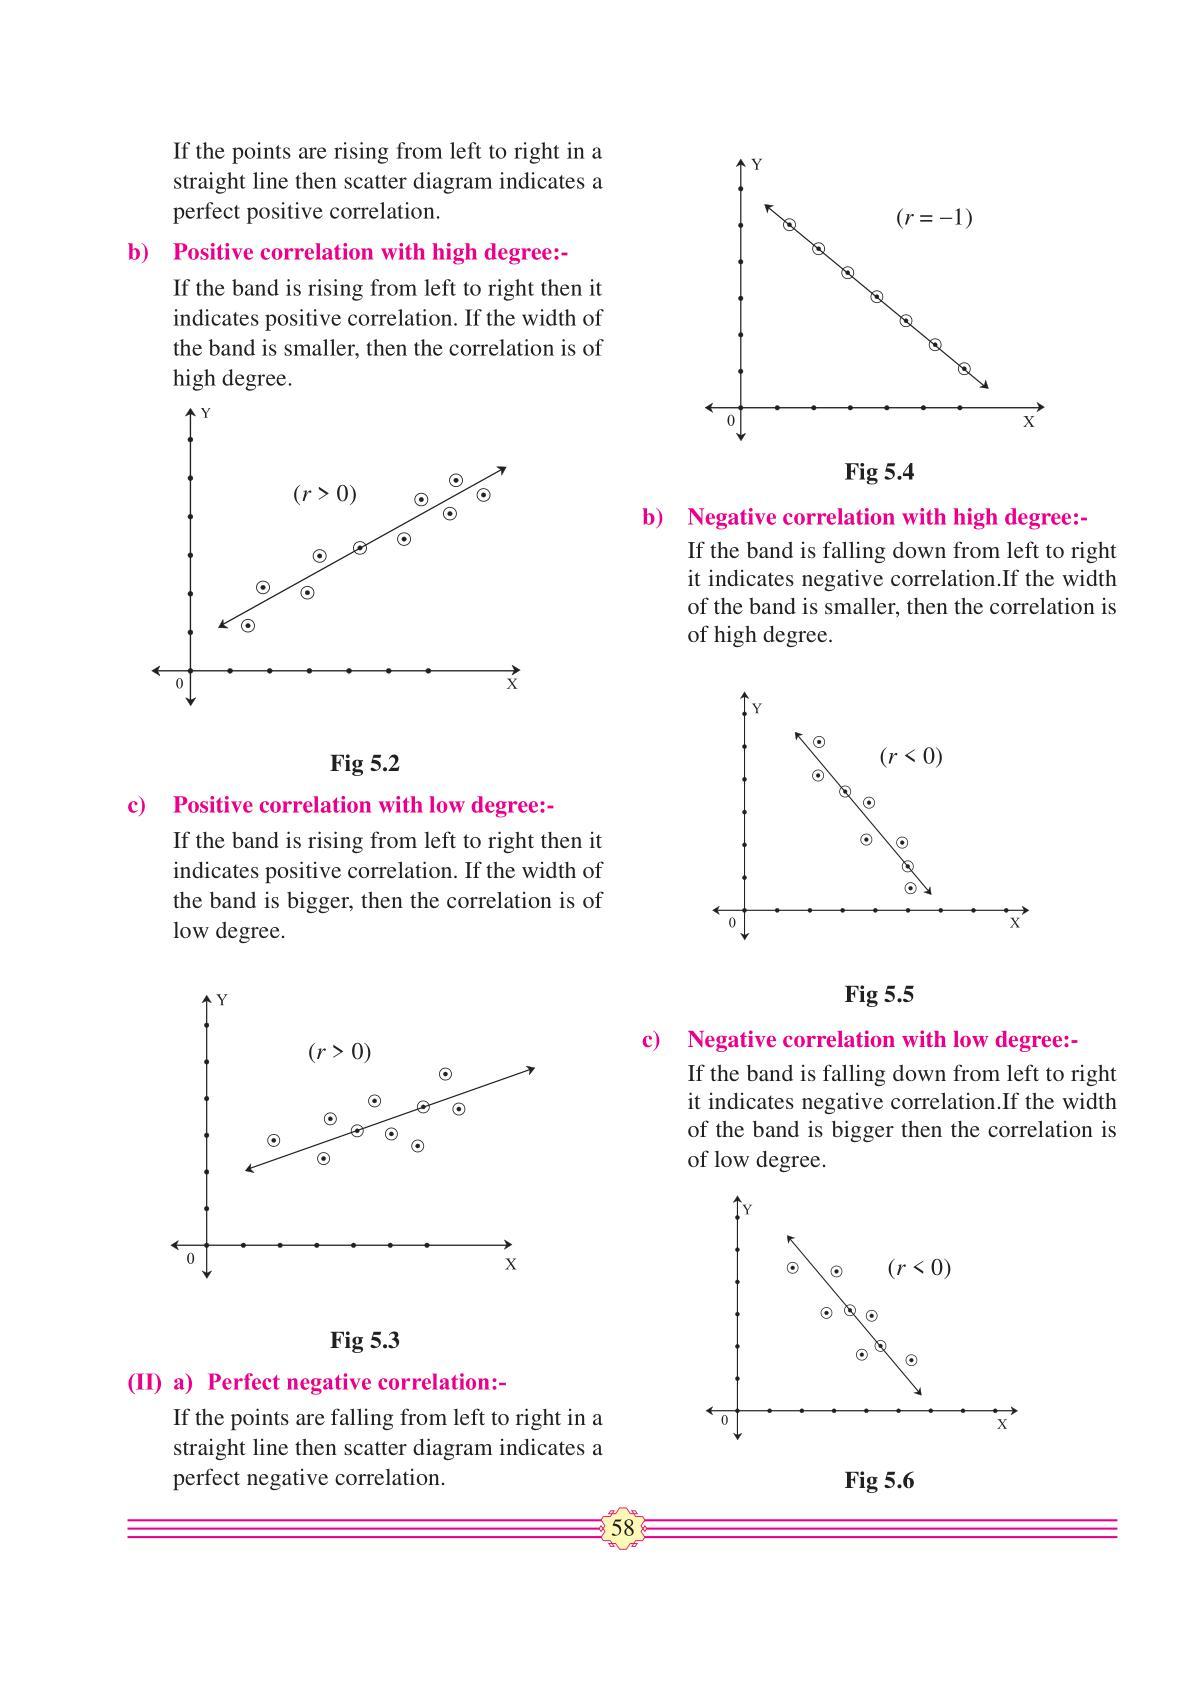 If the points are rising from left to right in a
straight line then scatter diagram indicates a
perfect positive correlation.
b) Positive correlation with high degree:-
If the band is rising from left to right then it
indicates positive correlation. If the width of
the band is smaller, then the correlation is of
high degree.
Y
(r > 0)
0
X
Fig 5.2
c) Positive correlation with low degree:-
If the band is rising from left to right then it
indicates positive correlation. If the width of
the band is bigger, then the correlation is of
low degree.
Y
(r > 0)
0
X
Fig 5.3
(II) a) Perfect negative correlation:-
If the points are falling from left to right in a
straight line then scatter diagram indicates a
perfect negative correlation.
Y
(r = –1)
0
X
Fig 5.4
b) Negative correlation with high degree:-
If the band is falling down from left to right
it indicates negative correlation.If the width
of the band is smaller, then the correlation is
of high degree.
Y
(r < 0)
0
X
Fig 5.5
c) Negative correlation with low degree:-
If the band is falling down from left to right
it indicates negative correlation.If the width
of the band is bigger then the correlation is
of low degree.
Y
(r < 0)
0
X
Fig 5.6
58